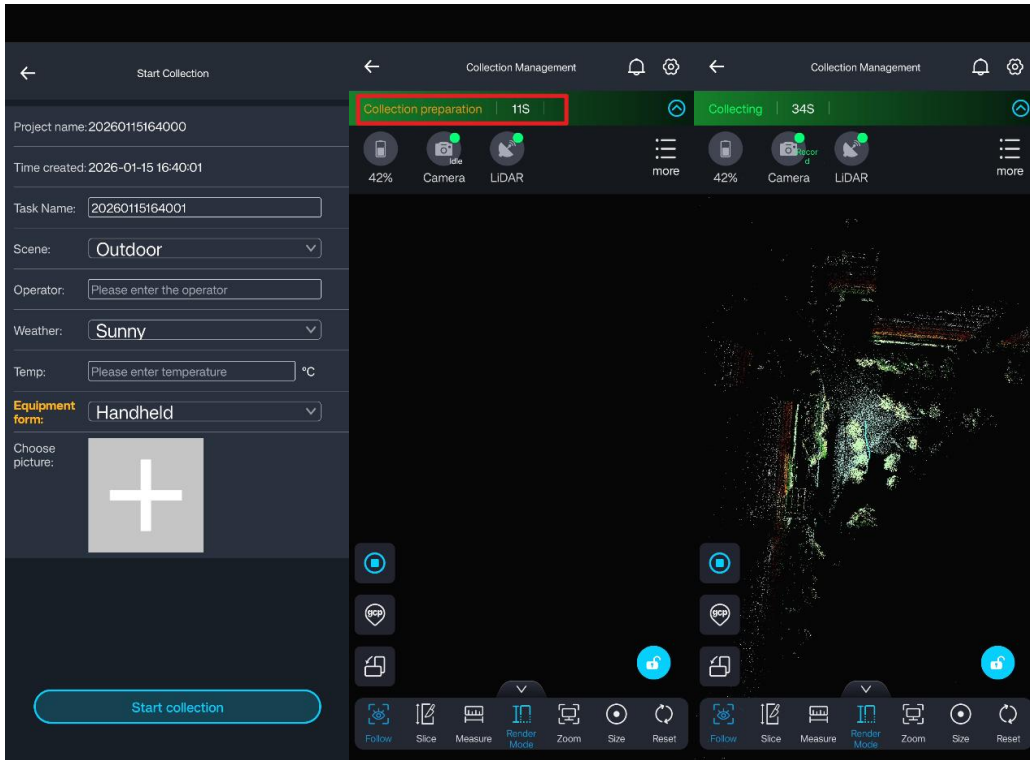 Start Collection
Project name:20260115164000
Time created:2026-01-15 16:40:01
Task Name: 20260115164001
Scene: Outdoor
Operator: Please enter the operator
Weather: Sunny
Temp: Please enter temperature °C
Equipment
form: Handheld
Choose
picture:
Start collection
Collection Management
Collection preparation 11S
Idle
42% Camera LiDAR more
gcp
Follow Slice Measure Render Zoom Size Reset
Mode
Collection Management
Collecting 34S
Recor
d
42% Camera LiDAR more
gcp
Follow Slice Measure Render Zoom Size Reset
Mode